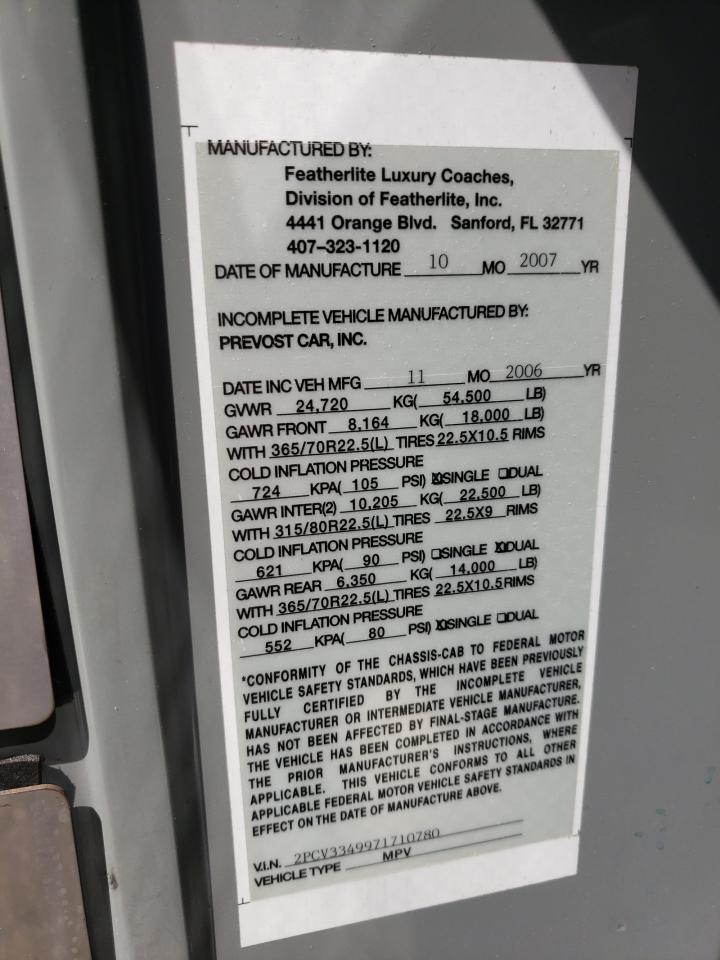 MANUFACTURED BY:
Featherlite Luxury Coaches,
Division of Featherlite, Inc.
4441 Orange Blvd. Sanford, FL 32771
407-323-1120
DATE OF MANUFACTURE 10 MO 2007 YR
INCOMPLETE VEHICLE MANUFACTURED BY:
PREVOST CAR, INC.
DATE INC VEH MFG 11 MO 2006 YR
GVWR 24,720 KG( 54,500 LB)
GAWR FRONT 8,164 KG( 18,000 LB)
WITH 365/70R22.5(L) TIRES 22.5X10.5 RIMS
COLD INFLATION PRESSURE
724 KPA( 105 PSI) ☒SINGLE ☐DUAL
GAWR INTER(2) 10,205 KG( 22,500 LB)
WITH 315/80R22.5(L) TIRES 22.5X9 RIMS
COLD INFLATION PRESSURE
621 KPA( 90 PSI) ☐SINGLE ☒DUAL
GAWR REAR 6,350 KG( 14,000 LB)
WITH 365/70R22.5(L) TIRES 22.5X10.5 RIMS
COLD INFLATION PRESSURE
552 KPA( 80 PSI) ☒SINGLE ☐DUAL
*CONFORMITY OF THE CHASSIS-CAB TO FEDERAL MOTOR
VEHICLE SAFETY STANDARDS, WHICH HAVE BEEN PREVIOUSLY
FULLY CERTIFIED BY THE INCOMPLETE VEHICLE
MANUFACTURER OR INTERMEDIATE VEHICLE MANUFACTURER,
HAS NOT BEEN AFFECTED BY FINAL-STAGE MANUFACTURE.
THE VEHICLE HAS BEEN COMPLETED IN ACCORDANCE WITH
THE PRIOR MANUFACTURER'S INSTRUCTIONS, WHERE
APPLICABLE. THIS VEHICLE CONFORMS TO ALL OTHER
APPLICABLE FEDERAL MOTOR VEHICLE SAFETY STANDARDS IN
EFFECT ON THE DATE OF MANUFACTURE ABOVE.
V.I.N. 2PCV3349971710780
VEHICLE TYPE MPV